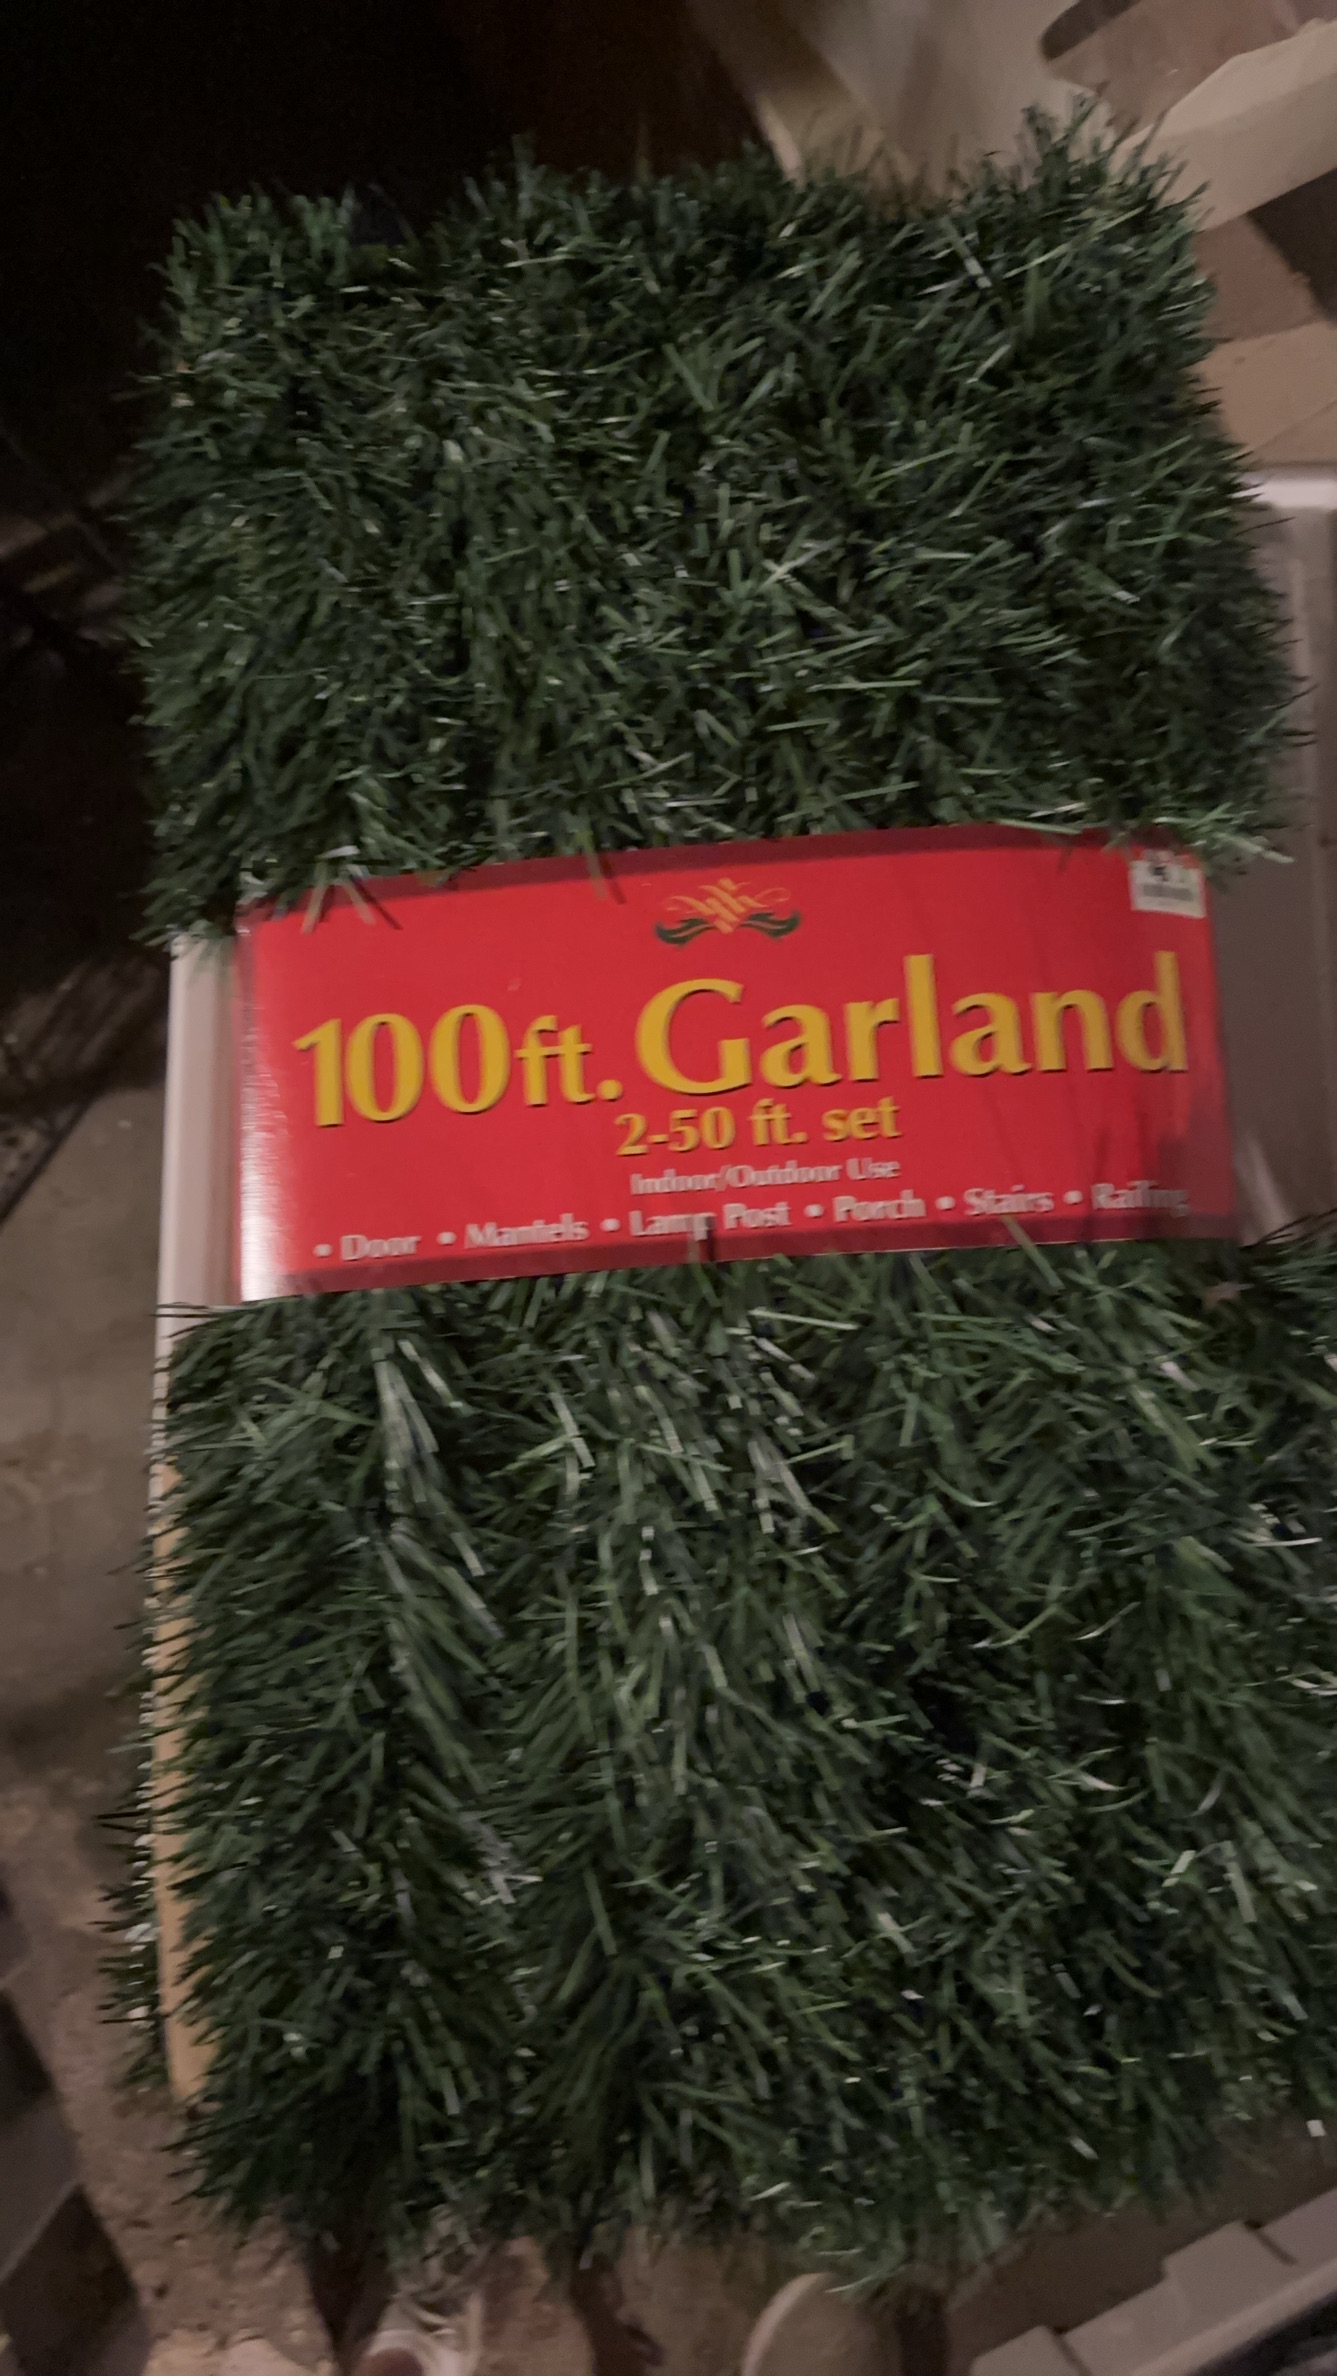 100ft. Garland
2-50 ft. set
Indoor/Outdoor Use
• Door • Mantels • Lamp Post • Porch • Stairs • Railing